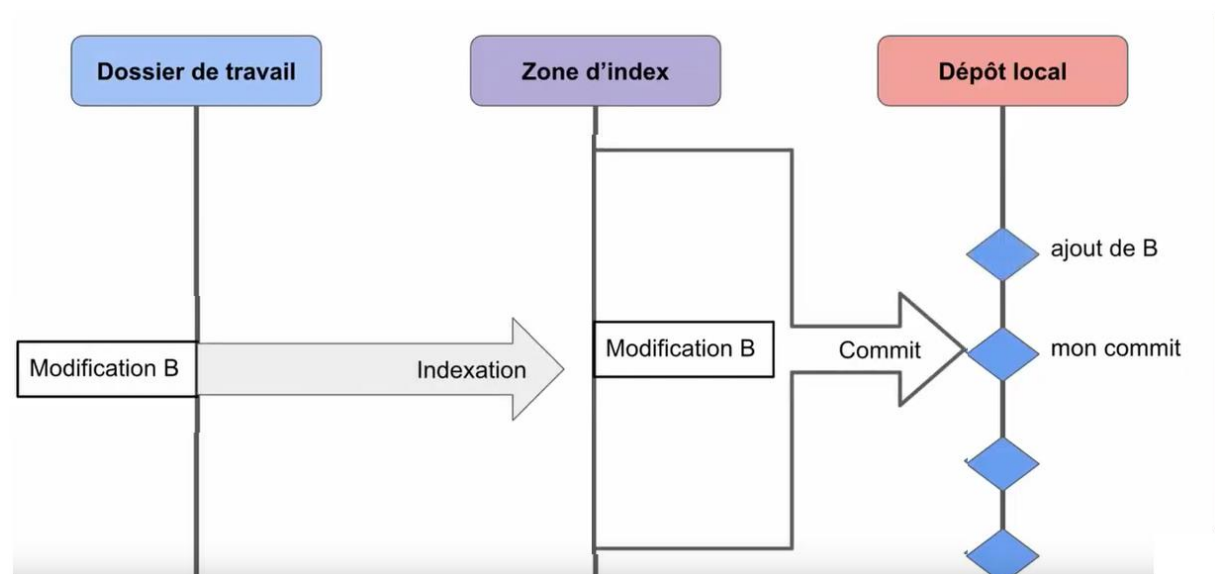 Dossier de travail
Zone d'index
Dépôt local
ajout de B
Modification B
Indexation
Modification B
Commit
mon commit